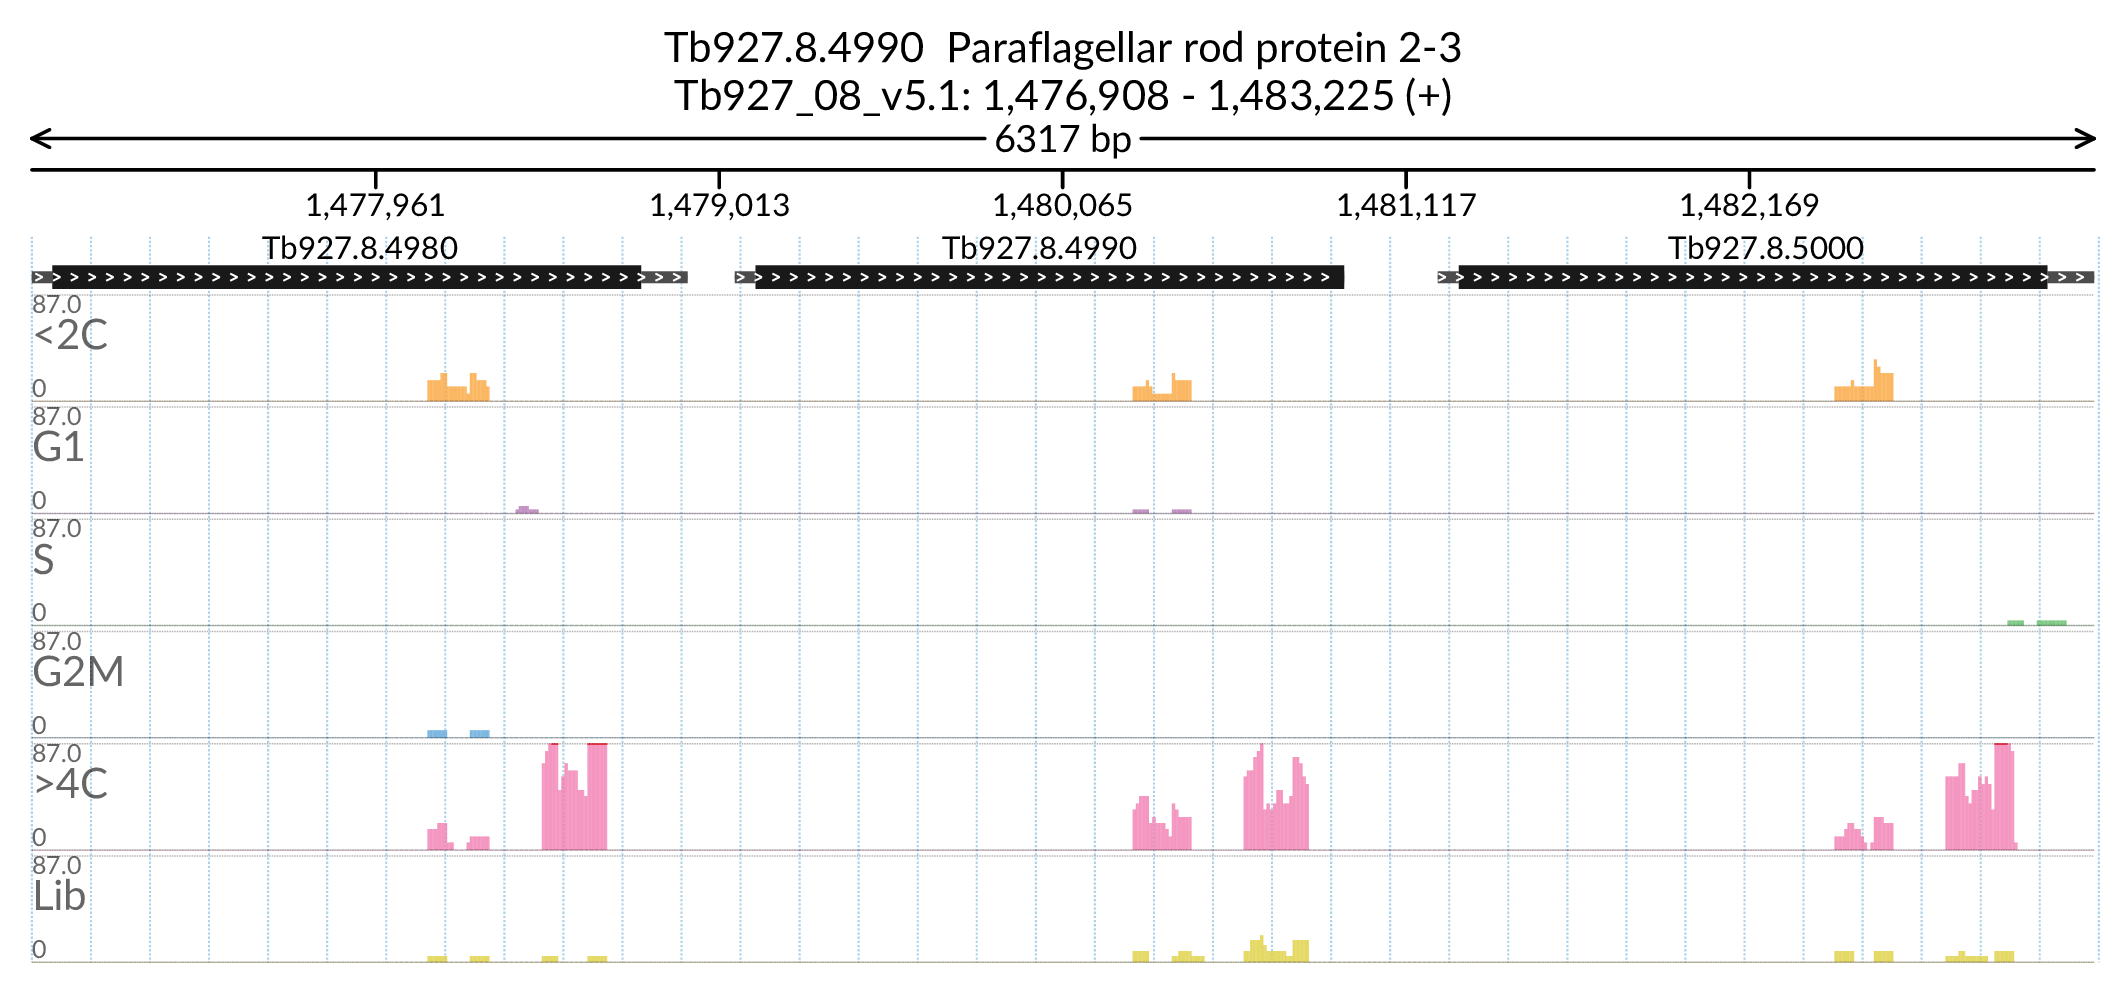 Tb927.8.4990  Paraflagellar rod protein 2-3
Tb927_08_v5.1: 1,476,908 - 1,483,225 (+)
6317 bp
1,477,961 1,479,013 1,480,065 1,481,117 1,482,169
Tb927.8.4980 Tb927.8.4990 Tb927.8.5000
87.0
<2C
0
87.0
G1
0
87.0
S
0
87.0
G2M
0
87.0
>4C
0
87.0
Lib
0